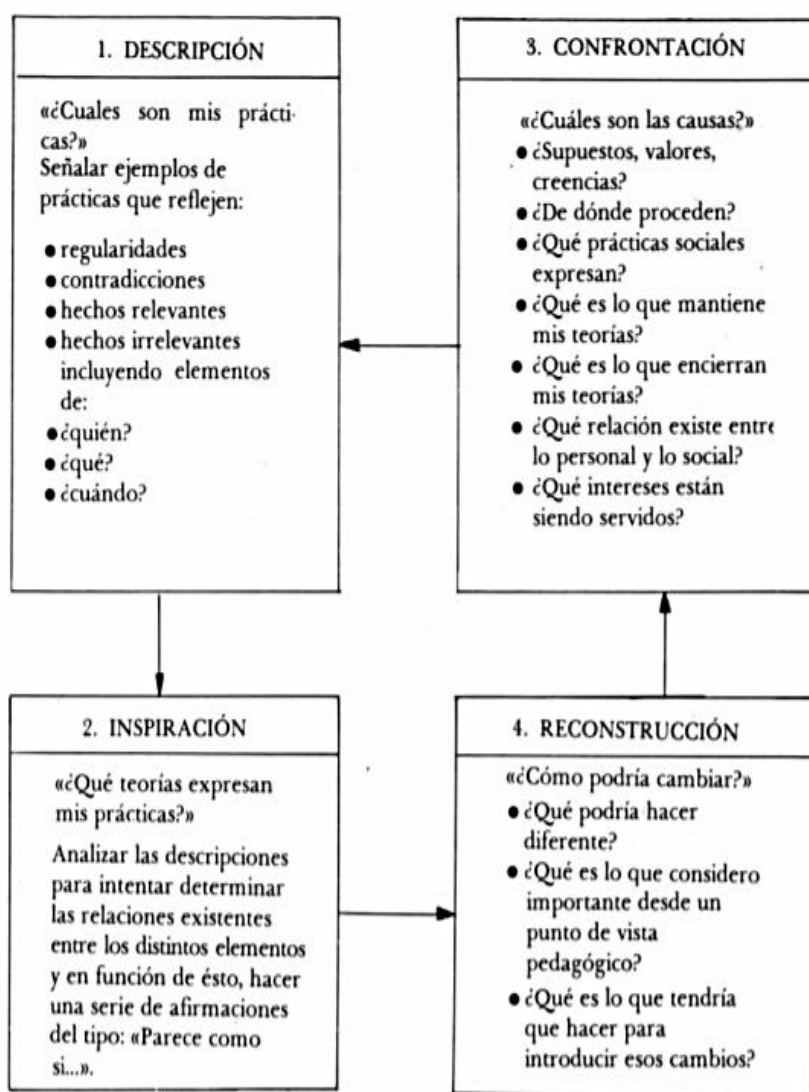 1. DESCRIPCIÓN
«¿Cuales son mis prácti-
cas?»
Señalar ejemplos de
prácticas que reflejen:
● regularidades
● contradicciones
● hechos relevantes
● hechos irrelevantes
incluyendo elementos
de:
● ¿quién?
● ¿qué?
● ¿cuándo?
2. INSPIRACIÓN
«¿Qué teorías expresan
mis prácticas?»
Analizar las descripciones
para intentar determinar
las relaciones existentes
entre los distintos elementos
y en función de ésto, hacer
una serie de afirmaciones
del tipo: «Parece como
si...».
3. CONFRONTACIÓN
«¿Cuáles son las causas?»
● ¿Supuestos, valores,
creencias?
● ¿De dónde proceden?
● ¿Qué prácticas sociales
expresan?
● ¿Qué es lo que mantiene
mis teorías?
● ¿Qué es lo que encierran
mis teorías?
● ¿Qué relación existe entre
lo personal y lo social?
● ¿Qué intereses están
siendo servidos?
4. RECONSTRUCCIÓN
«¿Cómo podría cambiar?»
● ¿Qué podría hacer
diferente?
● ¿Qué es lo que considero
importante desde un
punto de vista
pedagógico?
● ¿Qué es lo que tendría
que hacer para
introducir esos cambios?